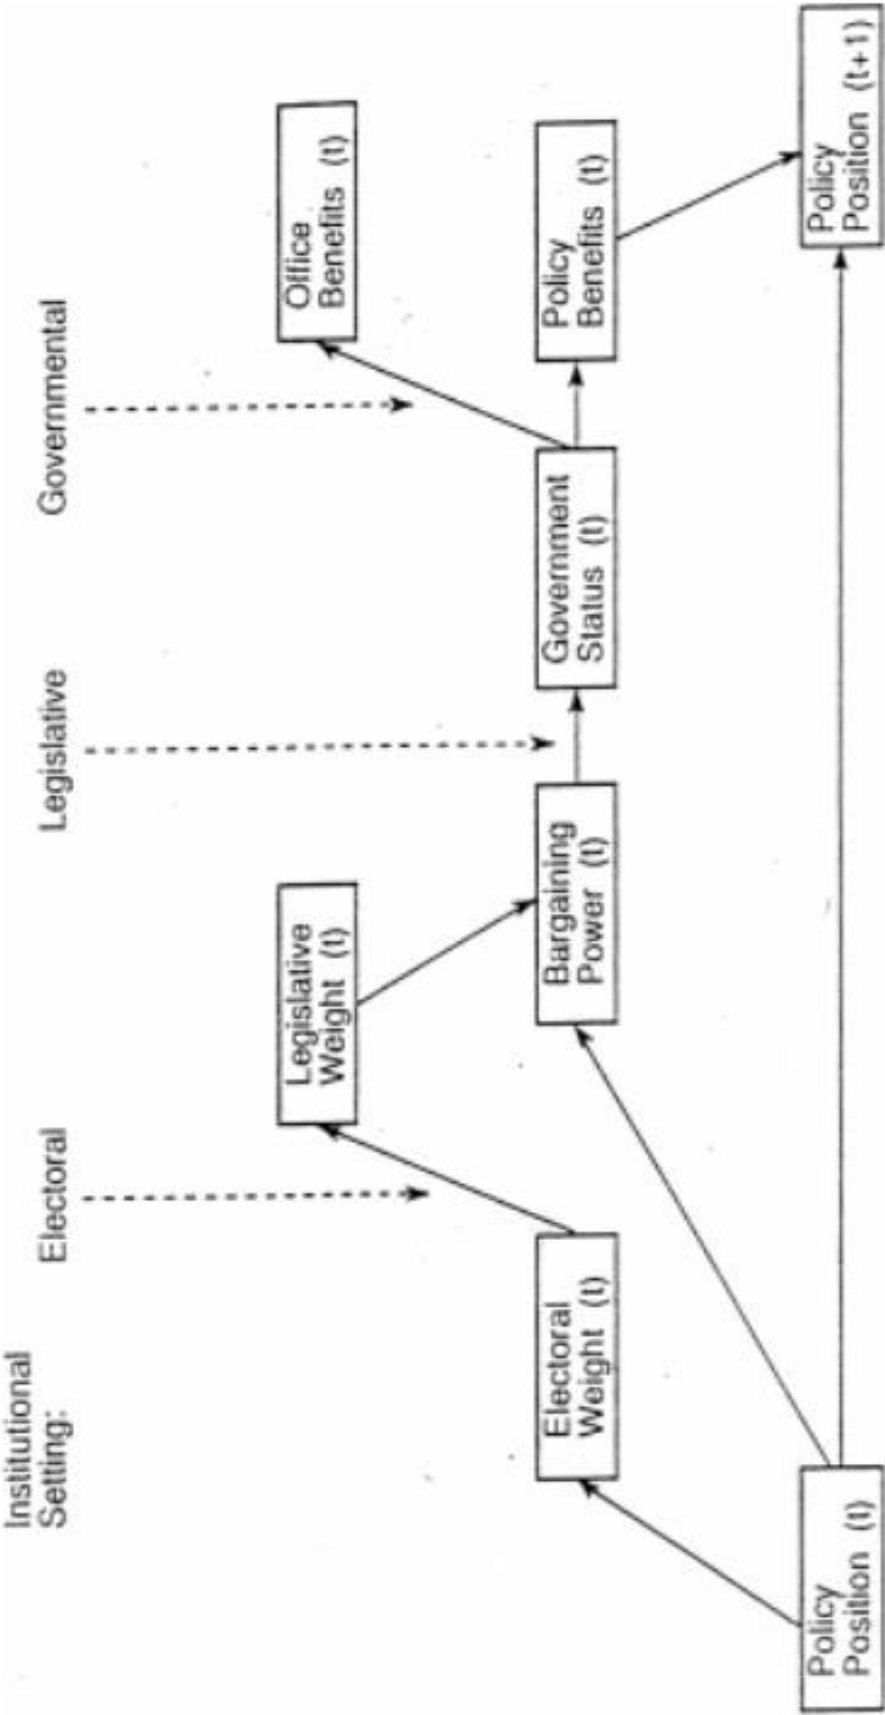 Institutional
Setting:
Electoral
Legislative
Governmental
Legislative
Weight (t)
Office
Benefits (t)
Electoral
Weight (t)
Bargaining
Power (t)
Government
Status (t)
Policy
Benefits (t)
Policy
Position (t)
Policy
Position (t+1)